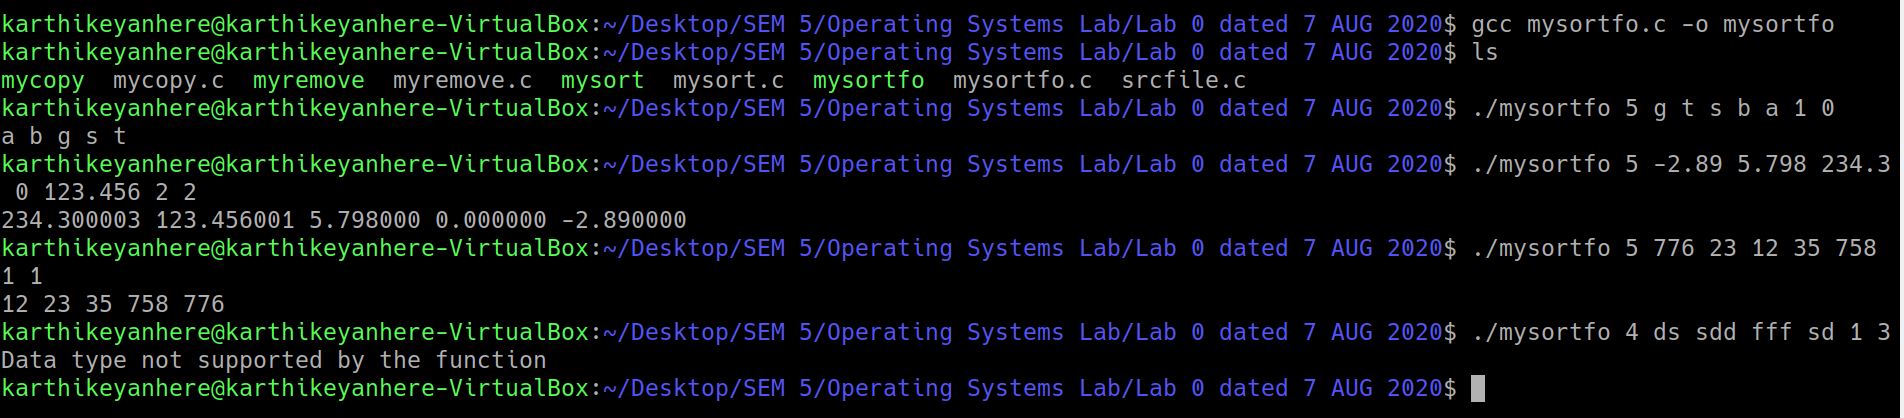 karthikeyanhere@karthikeyanhere-VirtualBox:~/Desktop/SEM 5/Operating Systems Lab/Lab 0 dated 7 AUG 2020$ gcc mysortfo.c -o mysortfo
karthikeyanhere@karthikeyanhere-VirtualBox:~/Desktop/SEM 5/Operating Systems Lab/Lab 0 dated 7 AUG 2020$ ls
mycopy  mycopy.c  myremove  myremove.c  mysort  mysort.c  mysortfo  mysortfo.c  srcfile.c
karthikeyanhere@karthikeyanhere-VirtualBox:~/Desktop/SEM 5/Operating Systems Lab/Lab 0 dated 7 AUG 2020$ ./mysortfo 5 g t s b a 1 0
a b g s t
karthikeyanhere@karthikeyanhere-VirtualBox:~/Desktop/SEM 5/Operating Systems Lab/Lab 0 dated 7 AUG 2020$ ./mysortfo 5 -2.89 5.798 234.3
 0 123.456 2 2
234.300003 123.456001 5.798000 0.000000 -2.890000
karthikeyanhere@karthikeyanhere-VirtualBox:~/Desktop/SEM 5/Operating Systems Lab/Lab 0 dated 7 AUG 2020$ ./mysortfo 5 776 23 12 35 758
1 1
12 23 35 758 776
karthikeyanhere@karthikeyanhere-VirtualBox:~/Desktop/SEM 5/Operating Systems Lab/Lab 0 dated 7 AUG 2020$ ./mysortfo 4 ds sdd fff sd 1 3
Data type not supported by the function
karthikeyanhere@karthikeyanhere-VirtualBox:~/Desktop/SEM 5/Operating Systems Lab/Lab 0 dated 7 AUG 2020$